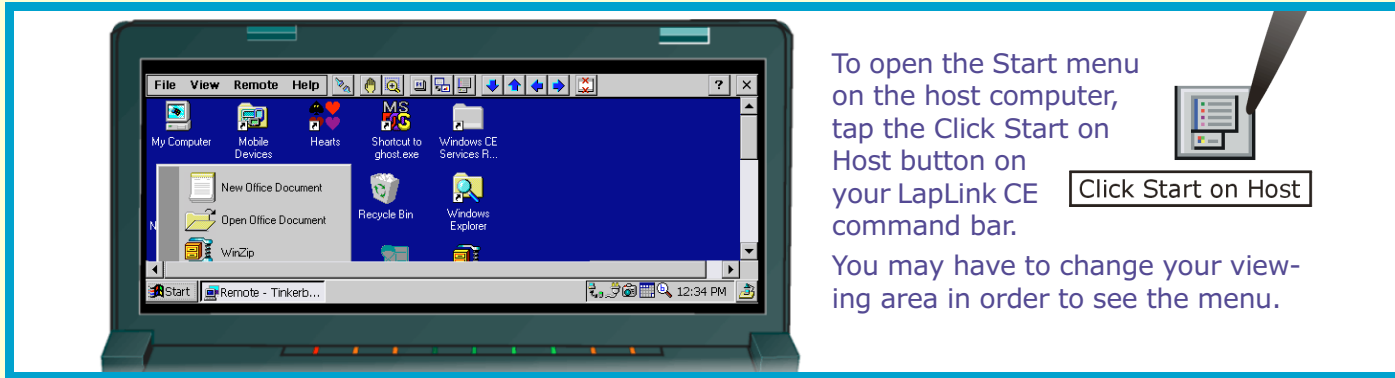 File View Remote Help ? ×
My Computer
Mobile
Devices
Hearts
MS
Shortcut to
ghost.exe
Windows CE
Services R...
New Office Document
Open Office Document
WinZip
N
Recycle Bin
Windows
Explorer
Start Remote - Tinkerb... 12:34 PM
To open the Start menu
on the host computer,
tap the Click Start on
Host button on
your LapLink CE
command bar.
Click Start on Host
You may have to change your view-
ing area in order to see the menu.